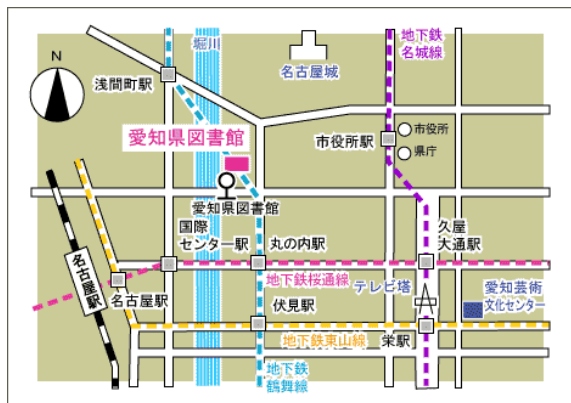 N
堀川
名古屋城
地下鉄
名城線
浅間町駅
愛知県図書館
市役所駅
市役所
県庁
愛知県図書館
国際
センター駅
丸の内駅
久屋
大通駅
名古屋駅
名古屋駅
地下鉄桜通線
テレビ塔
愛知芸術
文化センター
伏見駅
地下鉄東山線
栄駅
地下鉄
鶴舞線